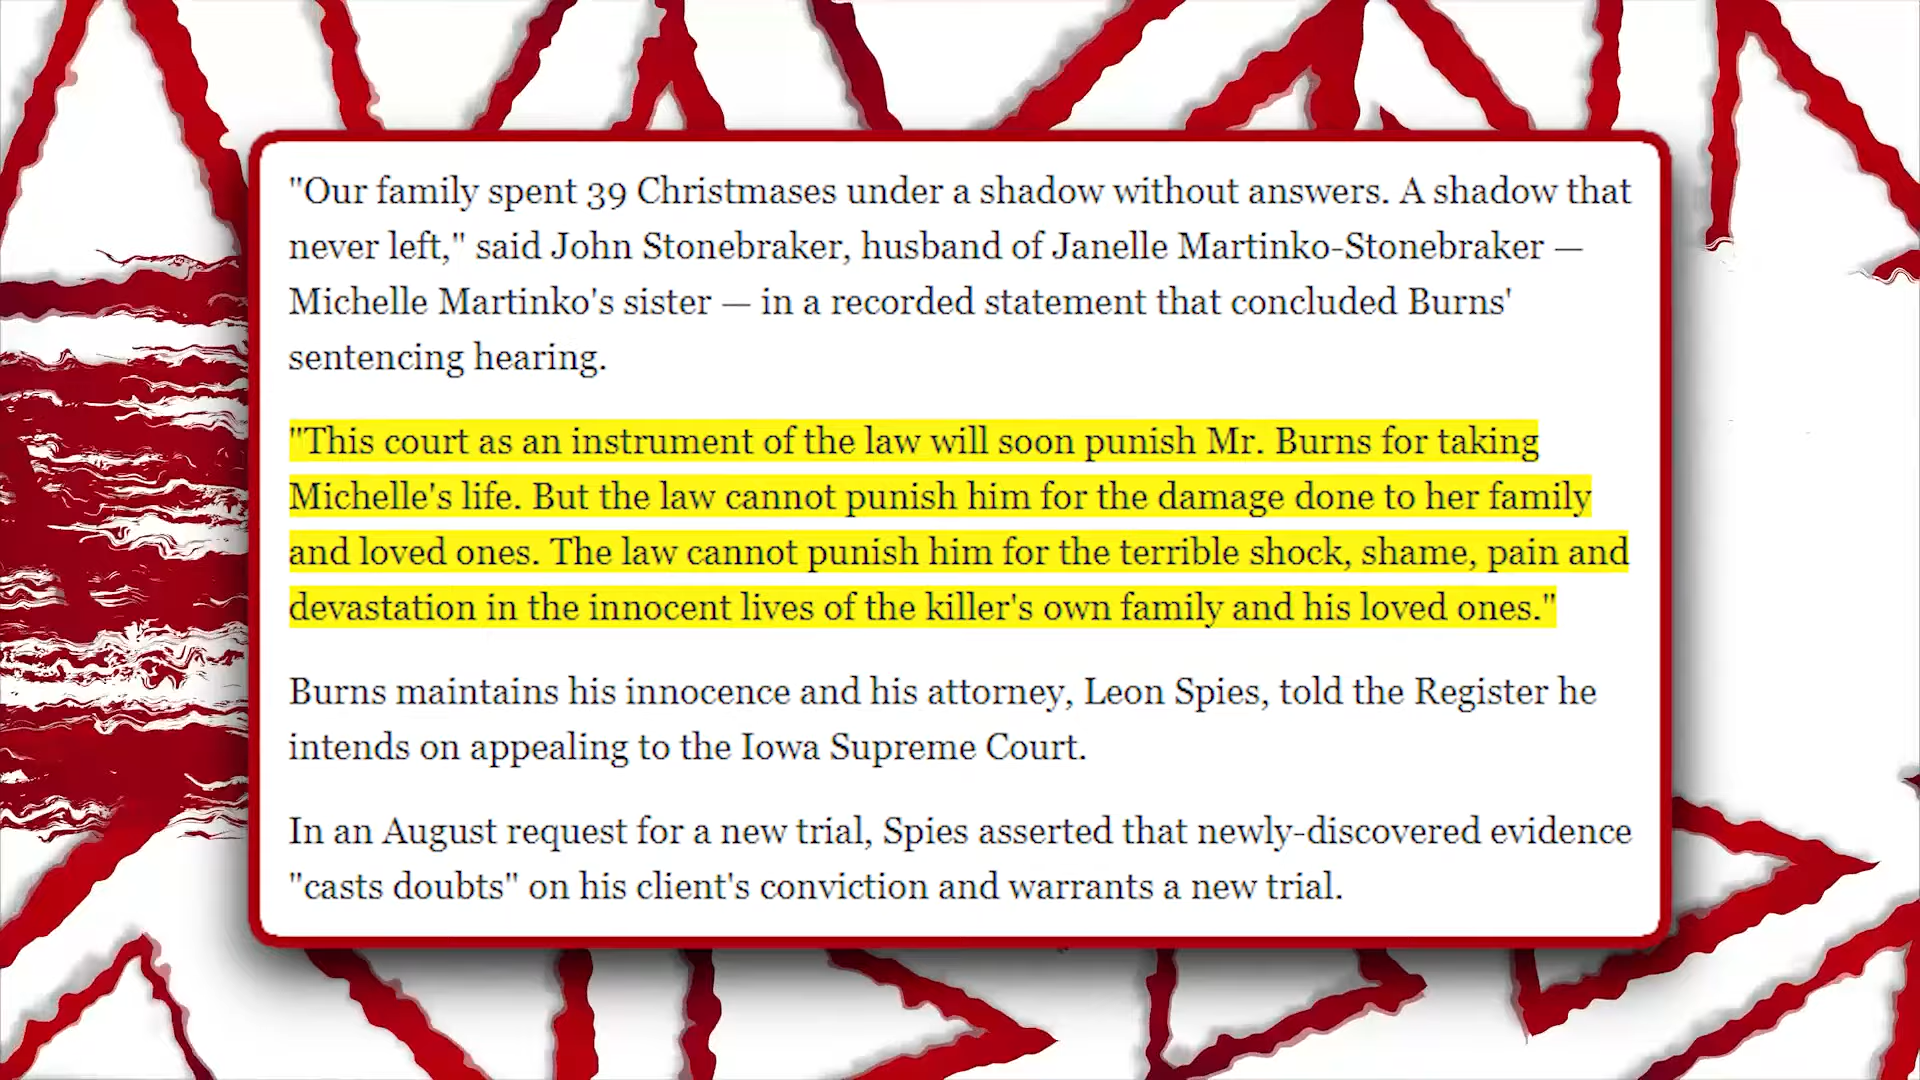 "Our family spent 39 Christmases under a shadow without answers. A shadow that
never left," said John Stonebraker, husband of Janelle Martinko-Stonebraker —
Michelle Martinko's sister — in a recorded statement that concluded Burns'
sentencing hearing.
"This court as an instrument of the law will soon punish Mr. Burns for taking
Michelle's life. But the law cannot punish him for the damage done to her family
and loved ones. The law cannot punish him for the terrible shock, shame, pain and
devastation in the innocent lives of the killer's own family and his loved ones."
Burns maintains his innocence and his attorney, Leon Spies, told the Register he
intends on appealing to the Iowa Supreme Court.
In an August request for a new trial, Spies asserted that newly-discovered evidence
"casts doubts" on his client's conviction and warrants a new trial.